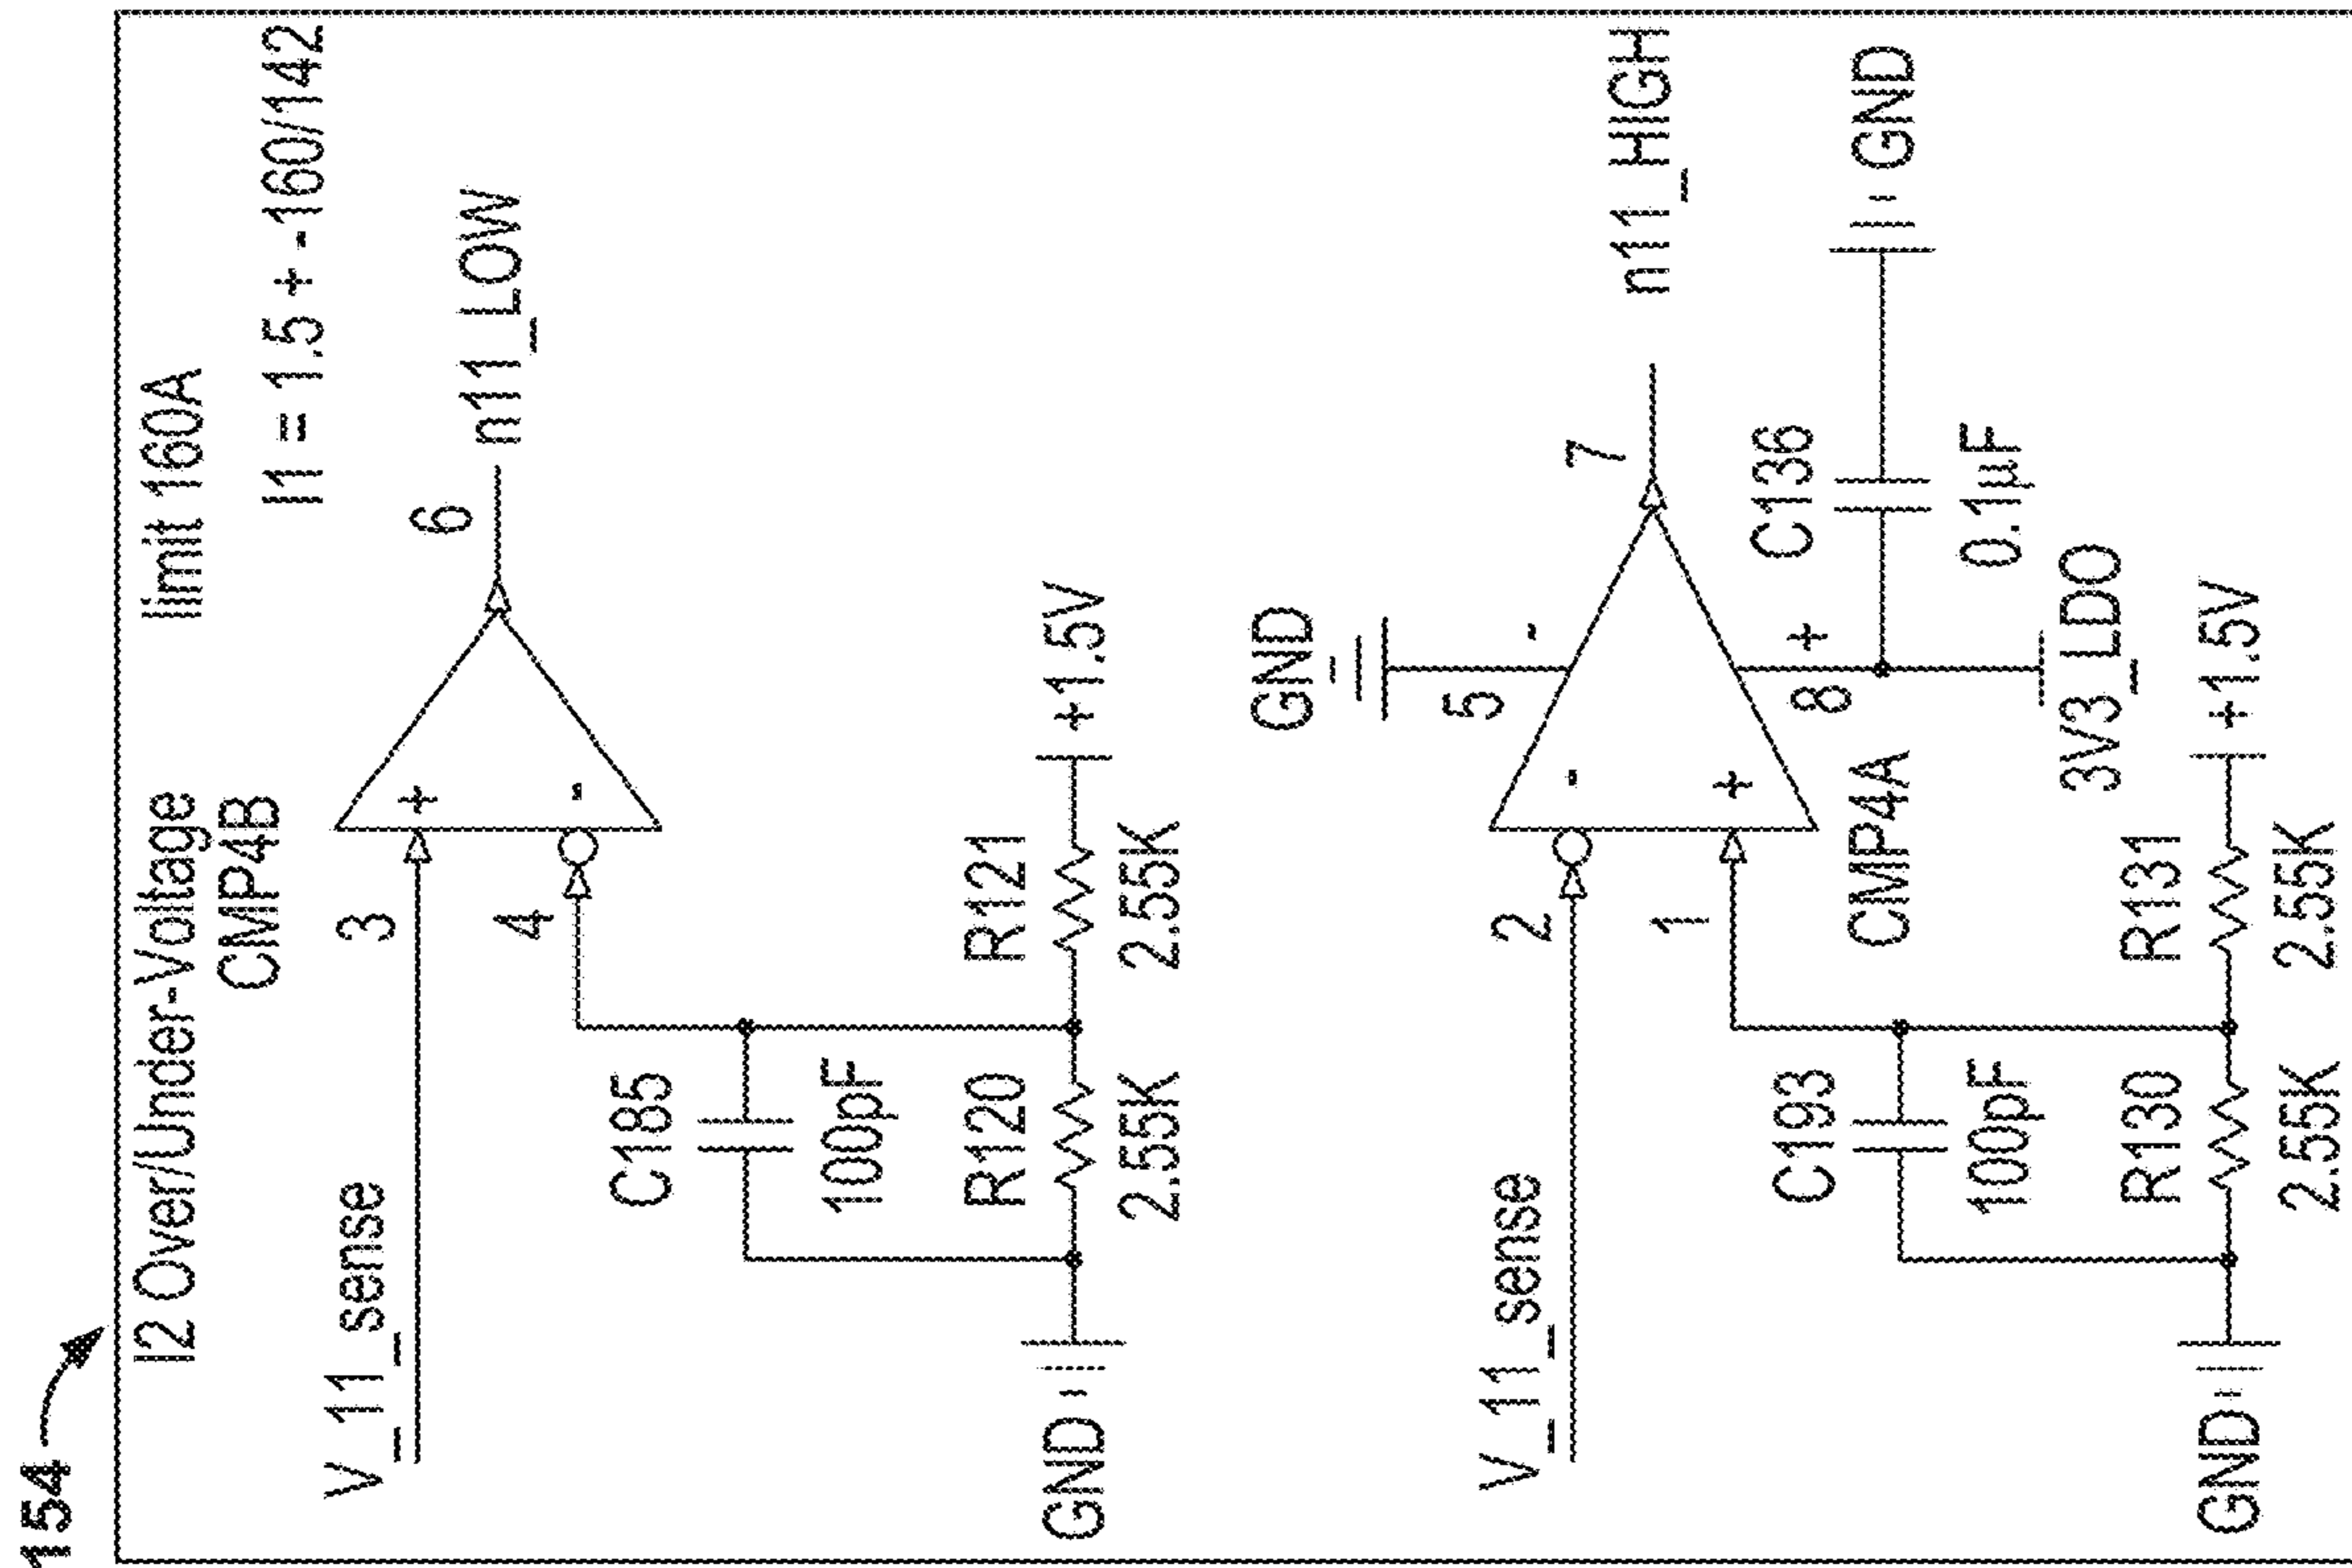 154
I2 Over/Under-Voltage
limit 160A
CMP4B
I1 = 1.5 + -160/142
V_11_sense
3
+
6
n11_LOW
4
-
C185
100pF
R120
2.55K
R121
2.55K
GND
+1.5V
GND
5
-
V_11_sense
2
-
7
n11_HIGH
1
+
8
+
C136
0.1µF
GND
CMP4A
3V3_LDO
C193
100pF
R130
2.55K
R131
2.55K
GND
+1.5V